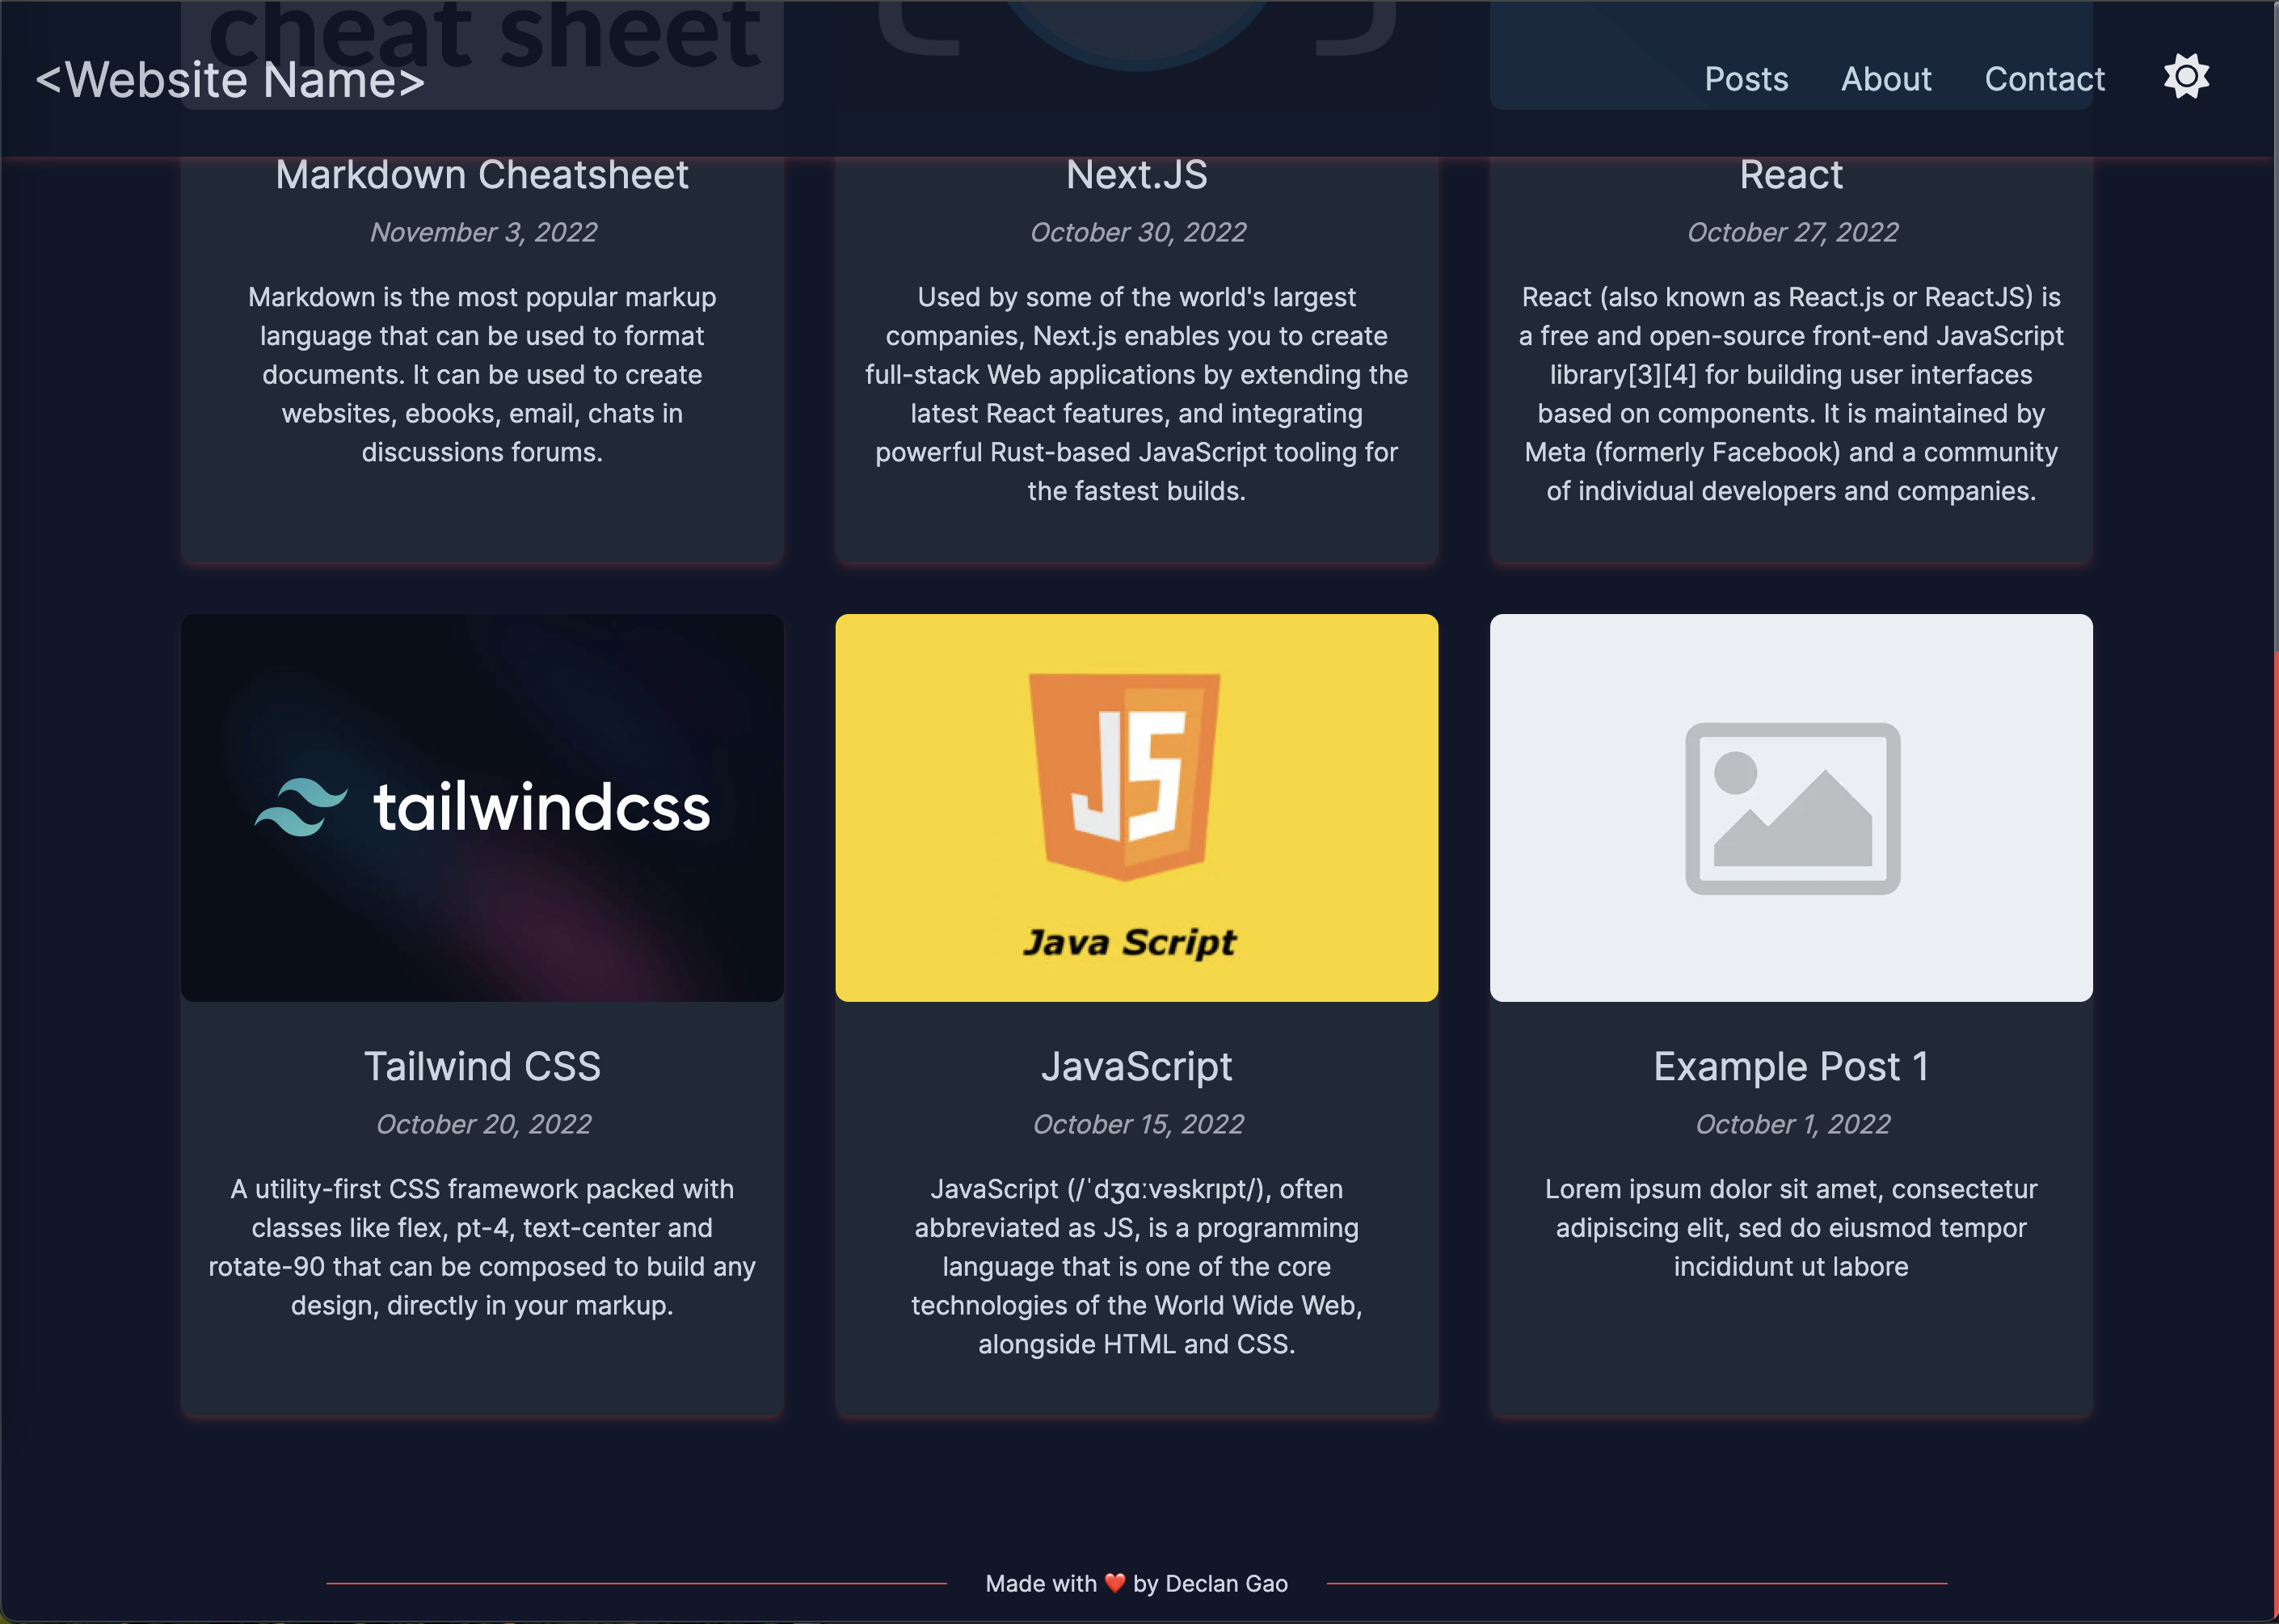 cheat sheet
<Website Name>
Posts About Contact
Markdown Cheatsheet
November 3, 2022
Markdown is the most popular markup
language that can be used to format
documents. It can be used to create
websites, ebooks, email, chats in
discussions forums.
Next.JS
October 30, 2022
Used by some of the world's largest
companies, Next.js enables you to create
full-stack Web applications by extending the
latest React features, and integrating
powerful Rust-based JavaScript tooling for
the fastest builds.
React
October 27, 2022
React (also known as React.js or ReactJS) is
a free and open-source front-end JavaScript
library[3][4] for building user interfaces
based on components. It is maintained by
Meta (formerly Facebook) and a community
of individual developers and companies.
tailwindcss
Tailwind CSS
October 20, 2022
A utility-first CSS framework packed with
classes like flex, pt-4, text-center and
rotate-90 that can be composed to build any
design, directly in your markup.
JS
Java Script
JavaScript
October 15, 2022
JavaScript (/ˈdʒɑːvəskrɪpt/), often
abbreviated as JS, is a programming
language that is one of the core
technologies of the World Wide Web,
alongside HTML and CSS.
Example Post 1
October 1, 2022
Lorem ipsum dolor sit amet, consectetur
adipiscing elit, sed do eiusmod tempor
incididunt ut labore
Made with ❤️ by Declan Gao